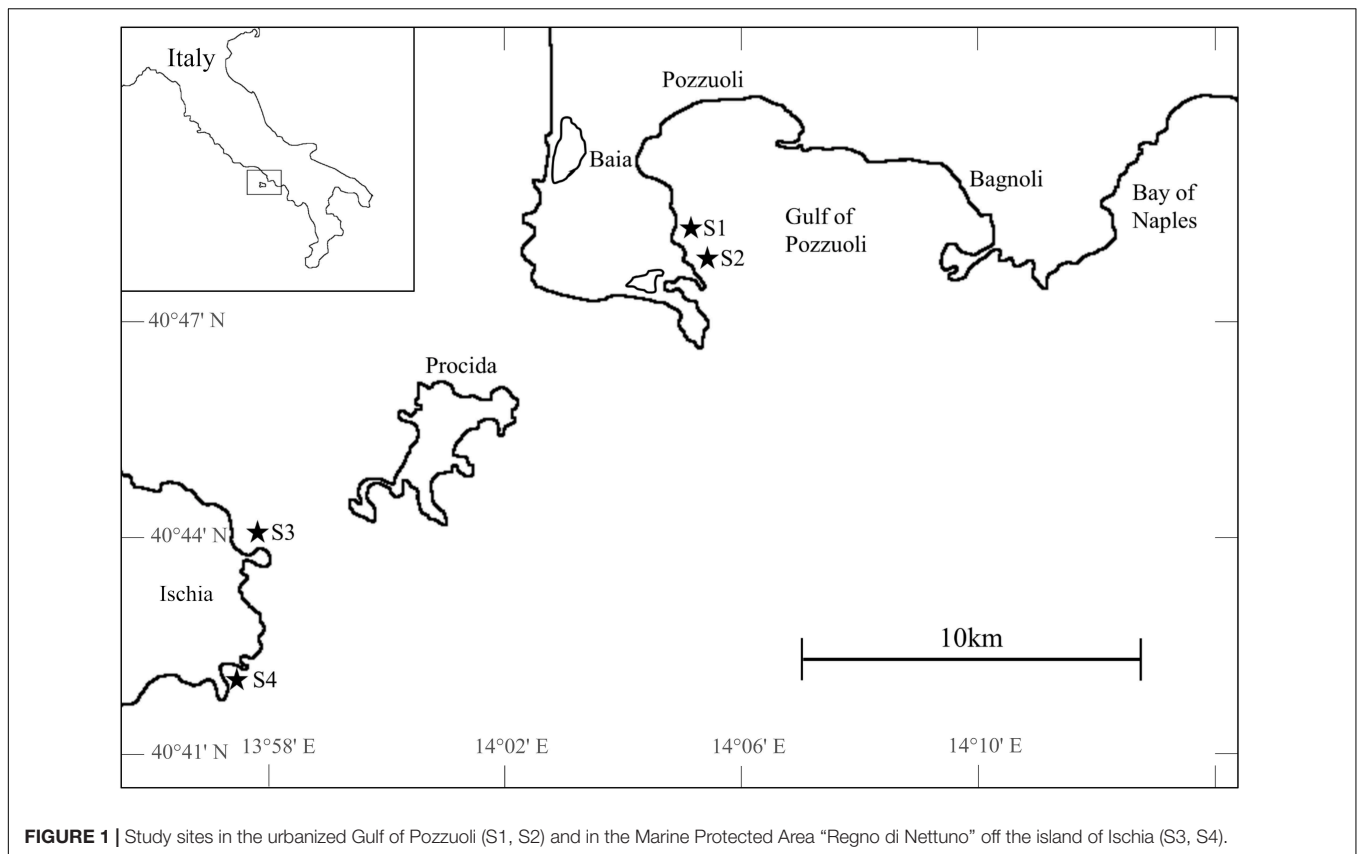 Italy
Pozzuoli
Baia
Bagnoli
Bay of
Naples
Gulf of
Pozzuoli
S1
S2
40°47' N
Procida
40°44' N
S3
Ischia
10km
S4
40°41' N
13°58' E
14°02' E
14°06' E
14°10' E
FIGURE 1 | Study sites in the urbanized Gulf of Pozzuoli (S1, S2) and in the Marine Protected Area “Regno di Nettuno” off the island of Ischia (S3, S4).